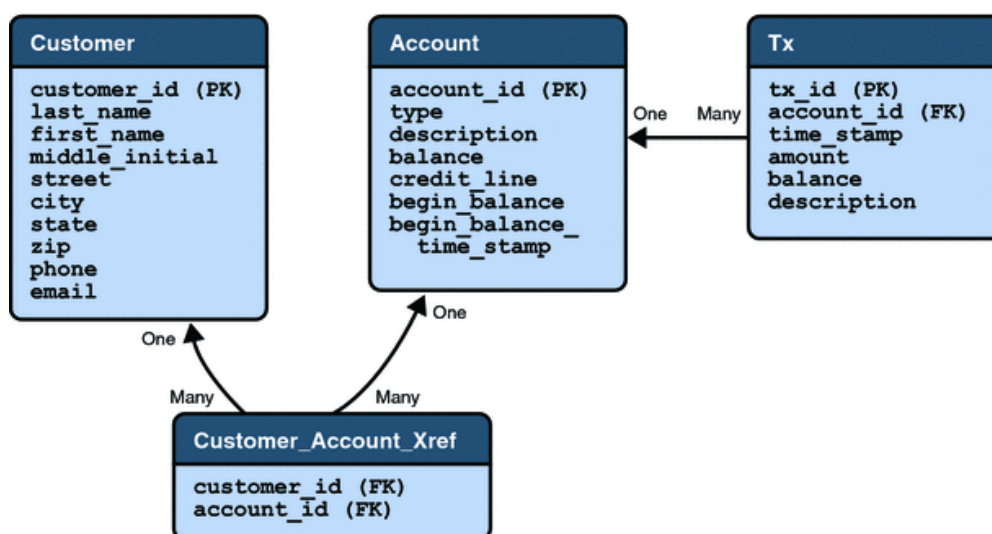 Customer
customer_id (PK)
last_name
first_name
middle_initial
street
city
state
zip
phone
email
Account
account_id (PK)
type
description
balance
credit_line
begin_balance
begin_balance_
time_stamp
Tx
tx_id (PK)
account_id (FK)
time_stamp
amount
balance
description
One
Many
One
One
Many
Many
Customer_Account_Xref
customer_id (FK)
account_id (FK)